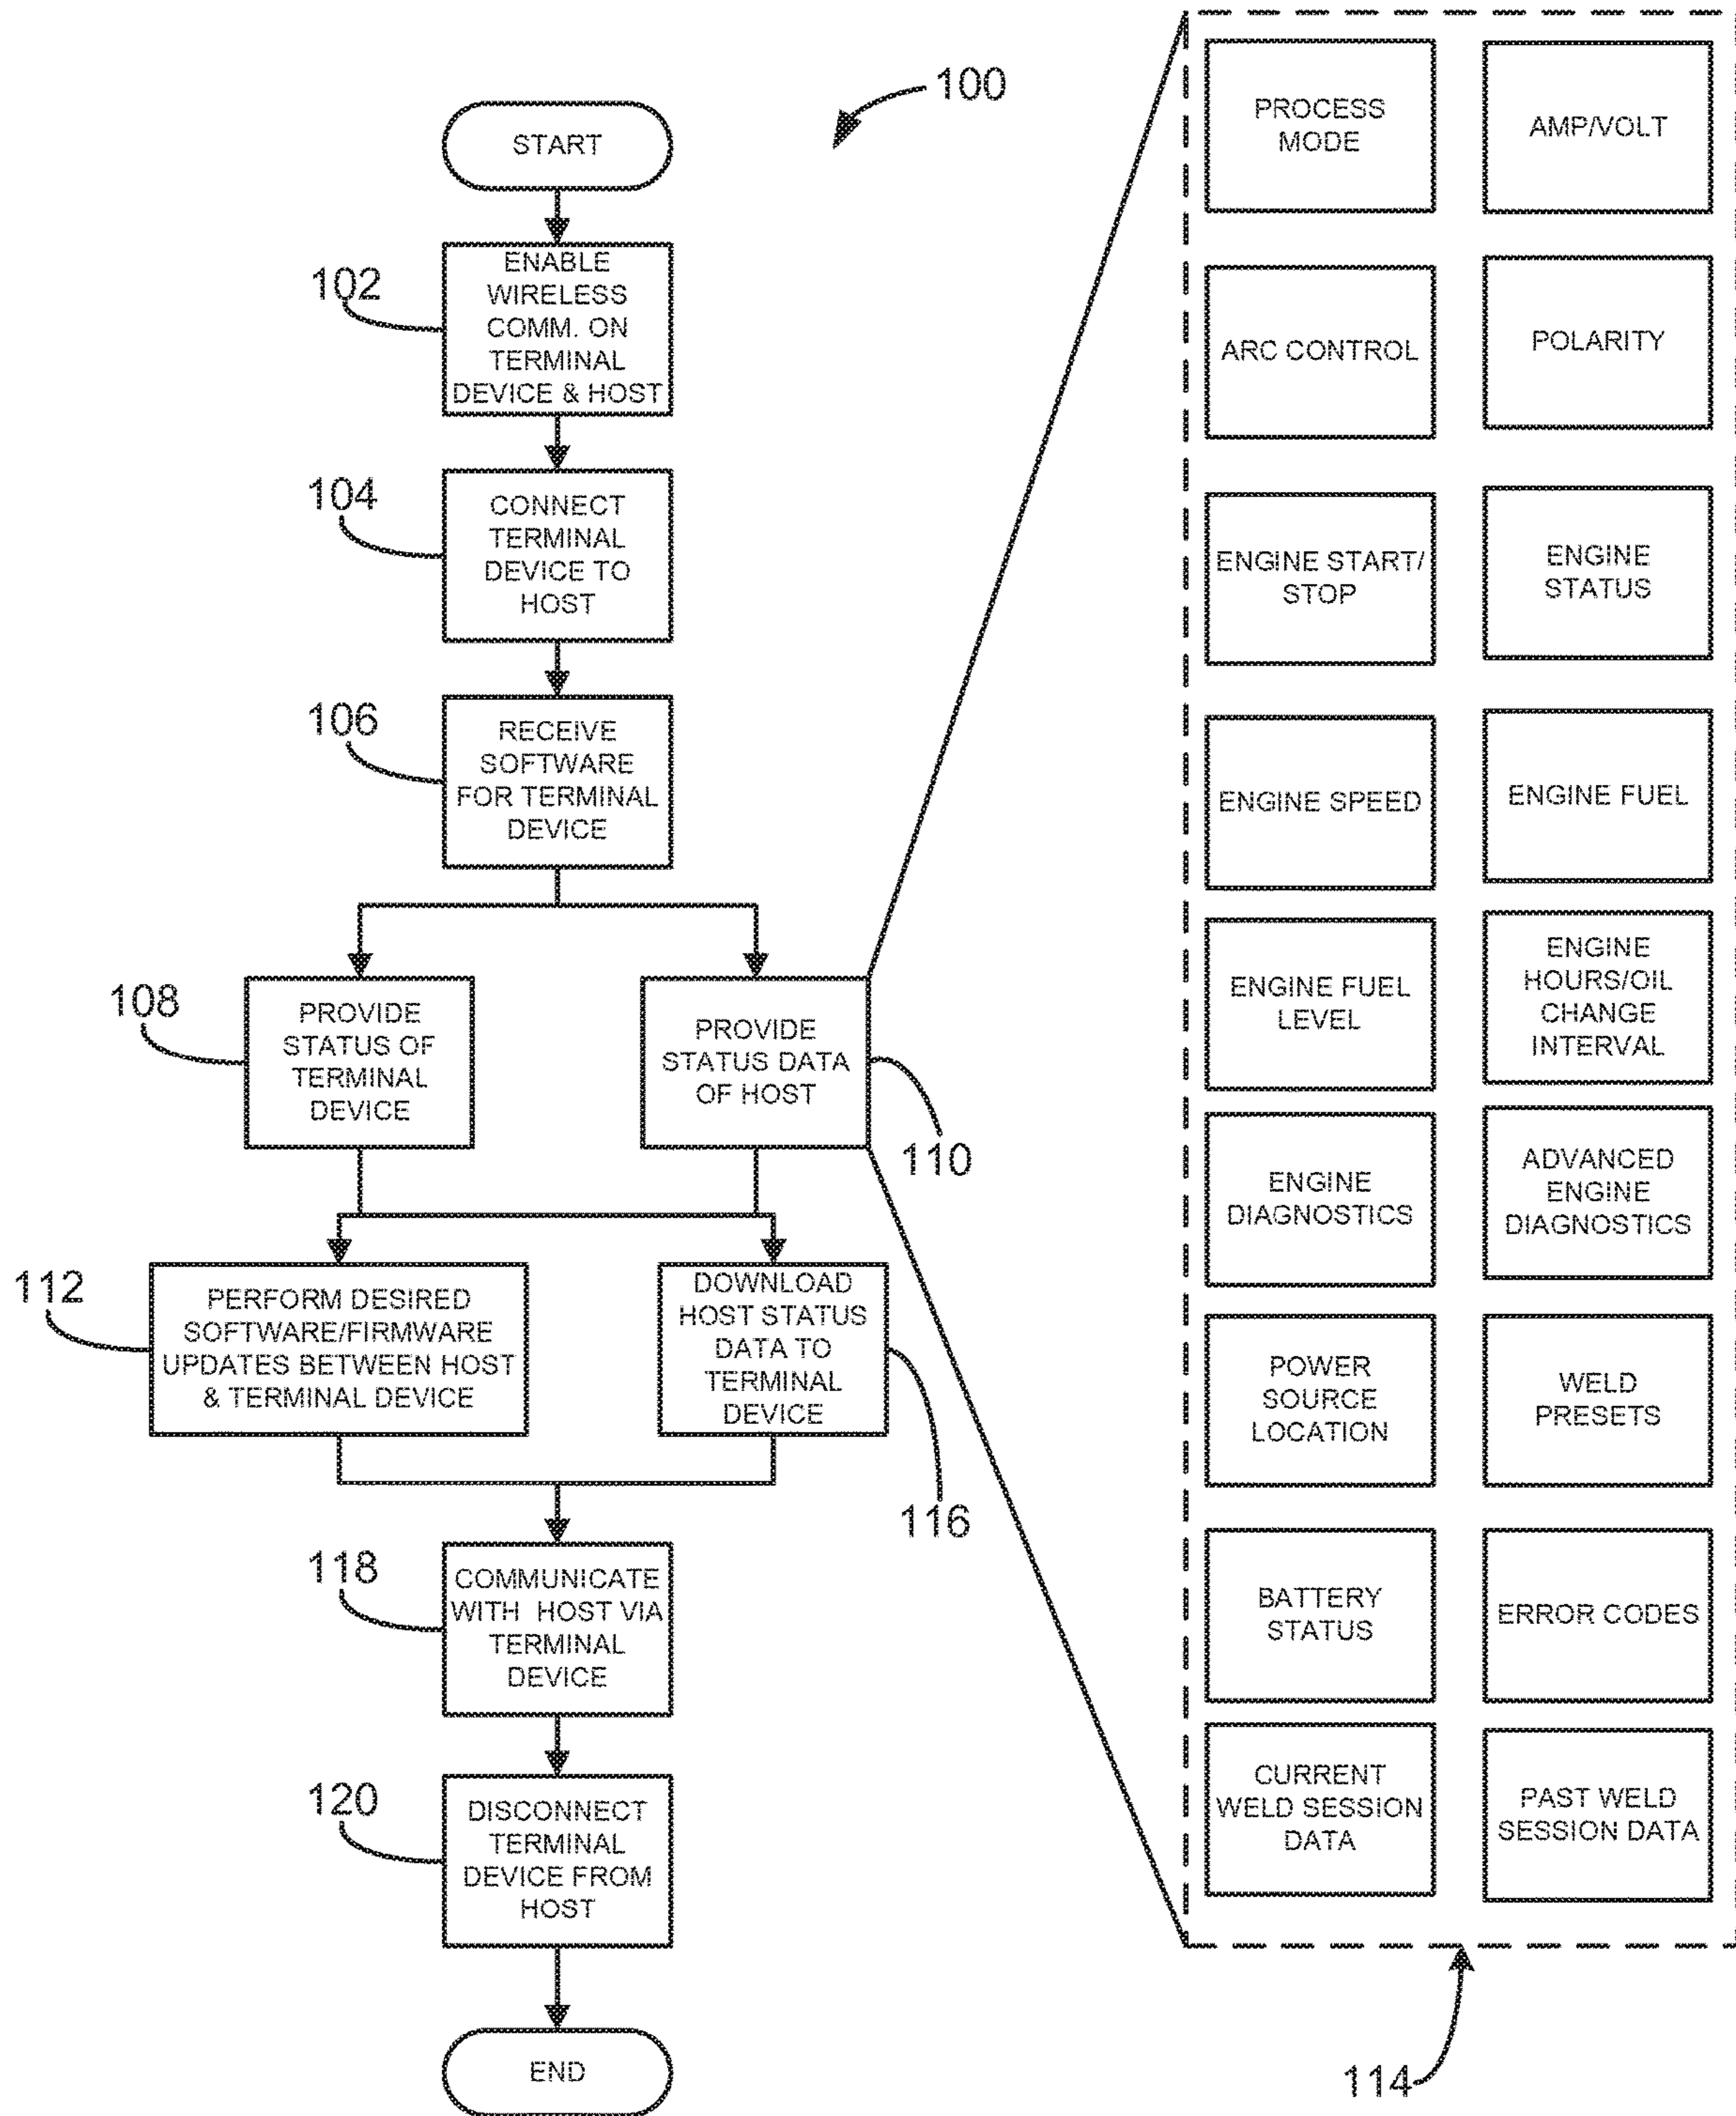 100
START
102
ENABLE
WIRELESS
COMM. ON
TERMINAL
DEVICE & HOST
104
CONNECT
TERMINAL
DEVICE TO
HOST
106
RECEIVE
SOFTWARE
FOR TERMINAL
DEVICE
108
PROVIDE
STATUS OF
TERMINAL
DEVICE
PROVIDE
STATUS DATA
OF HOST
110
112
PERFORM DESIRED
SOFTWARE/FIRMWARE
UPDATES BETWEEN HOST
& TERMINAL DEVICE
DOWNLOAD
HOST STATUS
DATA TO
TERMINAL
DEVICE
116
118
COMMUNICATE
WITH HOST VIA
TERMINAL
DEVICE
120
DISCONNECT
TERMINAL
DEVICE FROM
HOST
END
PROCESS
MODE
AMP/VOLT
ARC CONTROL
POLARITY
ENGINE START/
STOP
ENGINE
STATUS
ENGINE SPEED
ENGINE FUEL
ENGINE FUEL
LEVEL
ENGINE
HOURS/OIL
CHANGE
INTERVAL
ENGINE
DIAGNOSTICS
ADVANCED
ENGINE
DIAGNOSTICS
POWER
SOURCE
LOCATION
WELD
PRESETS
BATTERY
STATUS
ERROR CODES
CURRENT
WELD SESSION
DATA
PAST WELD
SESSION DATA
114